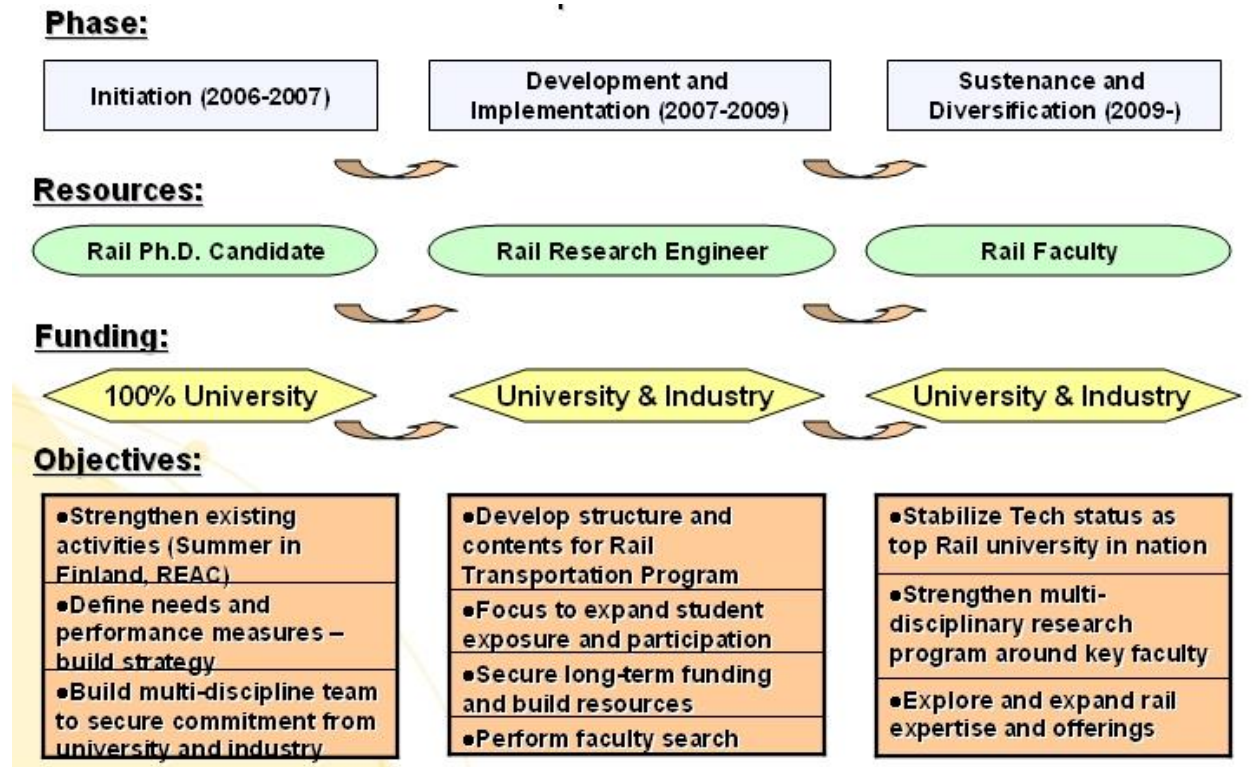 Phase:
Initiation (2006-2007)
Development and
Implementation (2007-2009)
Sustenance and
Diversification (2009-)
Resources:
Rail Ph.D. Candidate
Rail Research Engineer
Rail Faculty
Funding:
100% University
University & Industry
University & Industry
Objectives:
●Strengthen existing
activities (Summer in
Finland, REAC)
●Define needs and
performance measures –
build strategy
●Build multi-discipline team
to secure commitment from
university and industry
●Develop structure and
contents for Rail
Transportation Program
●Focus to expand student
exposure and participation
●Secure long-term funding
and build resources
●Perform faculty search
●Stabilize Tech status as
top Rail university in nation
●Strengthen multi-
disciplinary research
program around key faculty
●Explore and expand rail
expertise and offerings